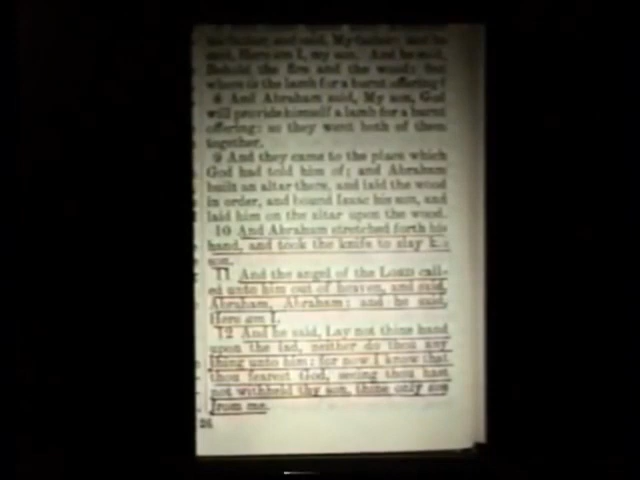 his father, and said, My father: and he
said, Here am I, my son. And he said,
Behold the fire and the wood: but
where is the lamb for a burnt offering?
8 And Abraham said, My son, God
will provide himself a lamb for a burnt
offering: so they went both of them
together.
9 And they came to the place which
God had told him of; and Abraham
built an altar there, and laid the wood
in order, and bound Isaac his son, and
laid him on the altar upon the wood.
10 And Abraham stretched forth his
hand, and took the knife to slay
son.
11 And the angel of the LORD call-
ed unto him out of heaven, and said,
Abraham, Abraham: and he said,
Here am I.
12 And he said, Lay not thine hand
upon the lad, neither do thou any
thing unto him: for now I know that
thou fearest God, seeing thou hast
not withheld thy son, thine only son
from me.